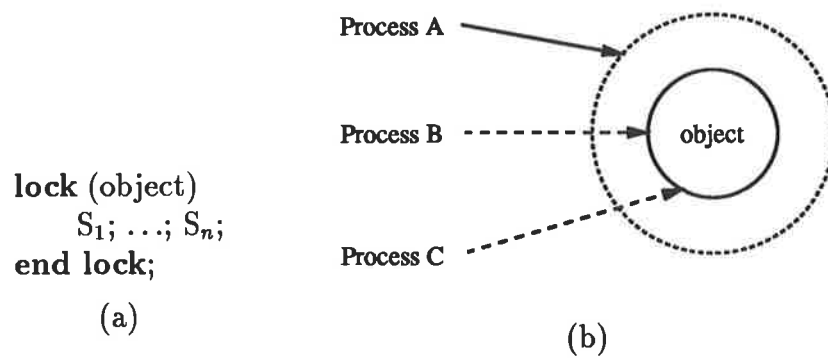 Process A
Process B
object
Process C
lock (object)
S₁; …; Sₙ;
end lock;
(a)
(b)